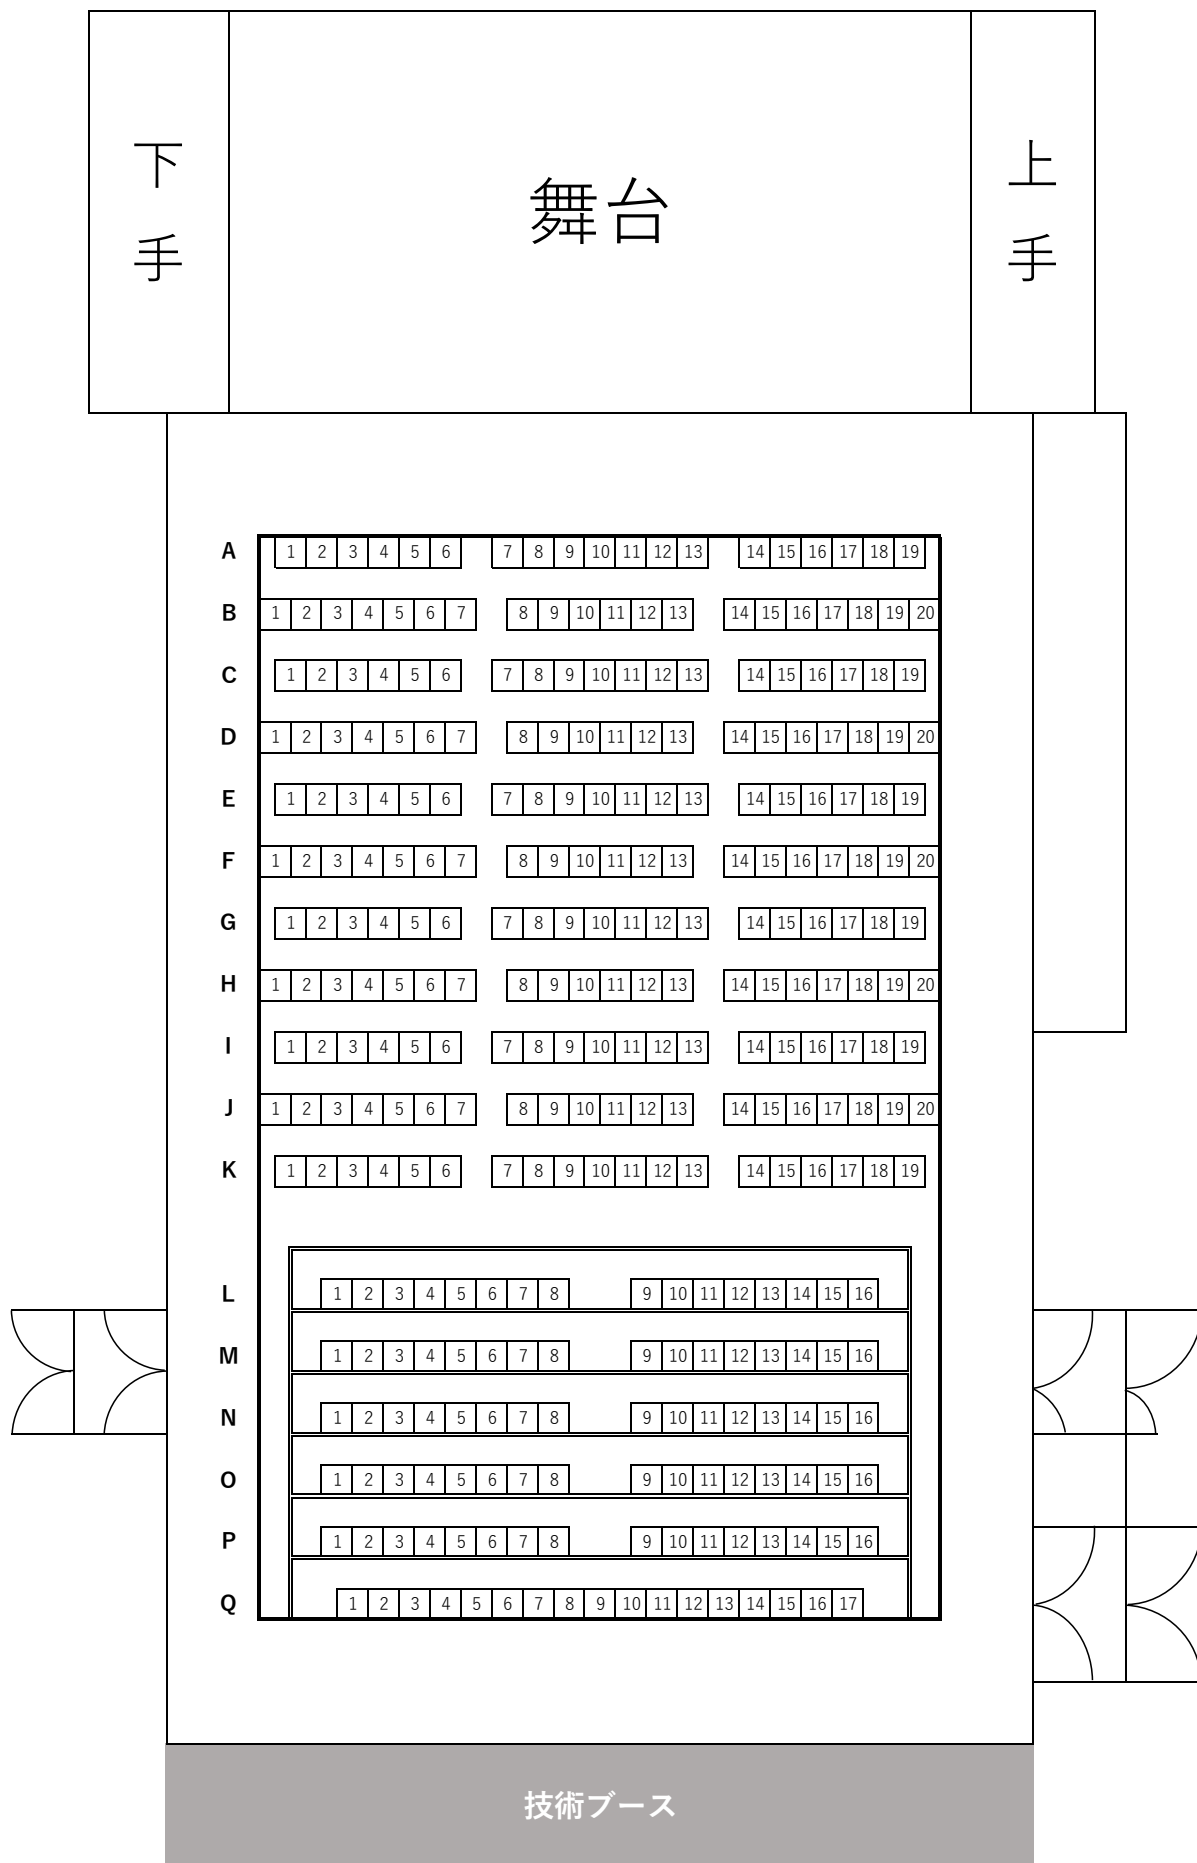 下手
舞台
上手
A 1 2 3 4 5 6 7 8 9 10 11 12 13 14 15 16 17 18 19
B 1 2 3 4 5 6 7 8 9 10 11 12 13 14 15 16 17 18 19 20
C 1 2 3 4 5 6 7 8 9 10 11 12 13 14 15 16 17 18 19
D 1 2 3 4 5 6 7 8 9 10 11 12 13 14 15 16 17 18 19 20
E 1 2 3 4 5 6 7 8 9 10 11 12 13 14 15 16 17 18 19
F 1 2 3 4 5 6 7 8 9 10 11 12 13 14 15 16 17 18 19 20
G 1 2 3 4 5 6 7 8 9 10 11 12 13 14 15 16 17 18 19
H 1 2 3 4 5 6 7 8 9 10 11 12 13 14 15 16 17 18 19 20
I 1 2 3 4 5 6 7 8 9 10 11 12 13 14 15 16 17 18 19
J 1 2 3 4 5 6 7 8 9 10 11 12 13 14 15 16 17 18 19 20
K 1 2 3 4 5 6 7 8 9 10 11 12 13 14 15 16 17 18 19
L 1 2 3 4 5 6 7 8 9 10 11 12 13 14 15 16
M 1 2 3 4 5 6 7 8 9 10 11 12 13 14 15 16
N 1 2 3 4 5 6 7 8 9 10 11 12 13 14 15 16
O 1 2 3 4 5 6 7 8 9 10 11 12 13 14 15 16
P 1 2 3 4 5 6 7 8 9 10 11 12 13 14 15 16
Q 1 2 3 4 5 6 7 8 9 10 11 12 13 14 15 16 17
技術ブース